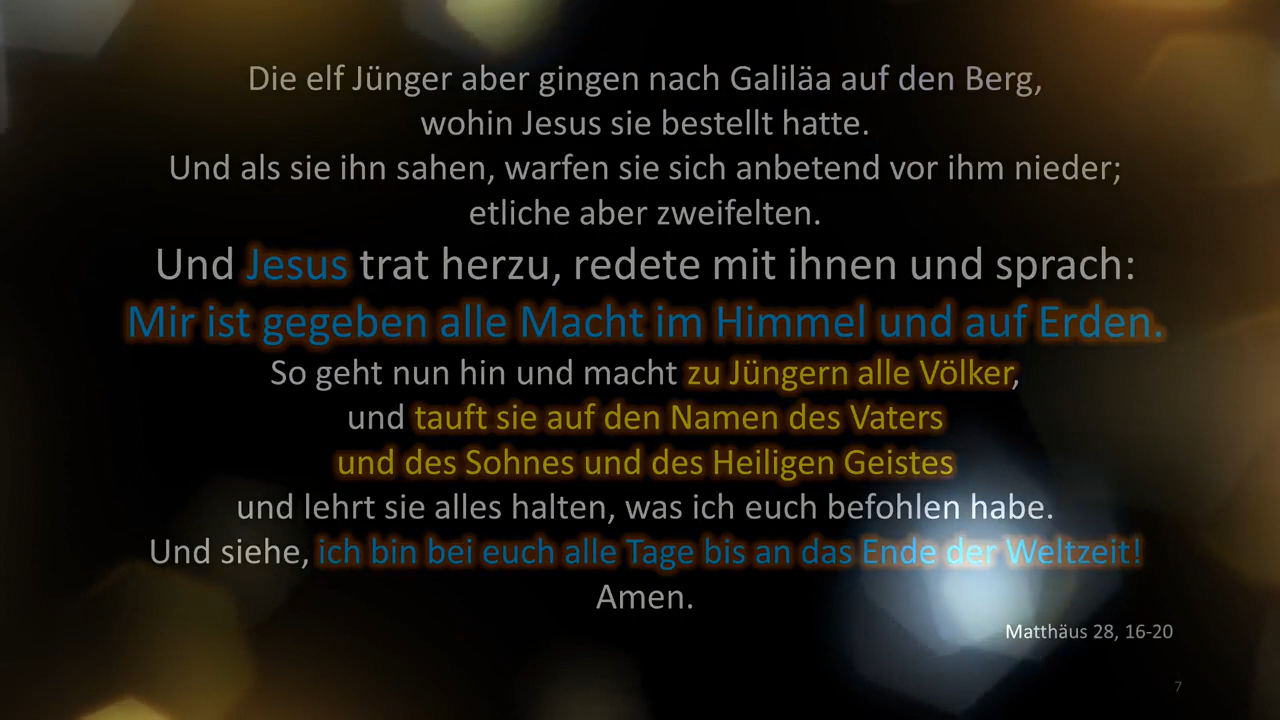 Die elf Jünger aber gingen nach Galiläa auf den Berg,
wohin Jesus sie bestellt hatte.
Und als sie ihn sahen, warfen sie sich anbetend vor ihm nieder;
etliche aber zweifelten.
Und Jesus trat herzu, redete mit ihnen und sprach:
Mir ist gegeben alle Macht im Himmel und auf Erden.
So geht nun hin und macht zu Jüngern alle Völker,
und tauft sie auf den Namen des Vaters
und des Sohnes und des Heiligen Geistes
und lehrt sie alles halten, was ich euch befohlen habe.
Und siehe, ich bin bei euch alle Tage bis an das Ende der Weltzeit!
Amen.
Matthäus 28, 16-20
7